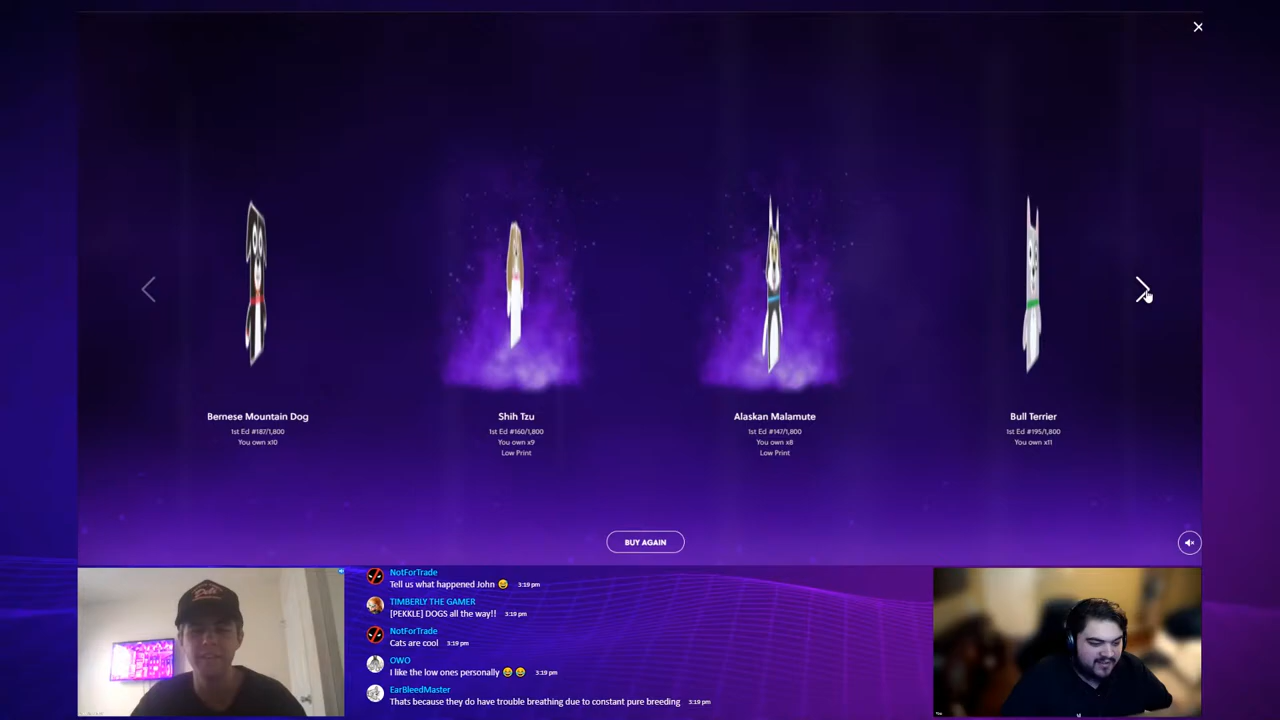 Bernese Mountain Dog
1st Ed #187/1,800
You own x10
Shih Tzu
1st Ed #160/1,800
You own x9
Low Print
Alaskan Malamute
1st Ed #147/1,800
You own x8
Low Print
Bull Terrier
1st Ed #195/1,800
You own x11
BUY AGAIN
NotForTrade
Tell us what happened John 😄 3:19 pm
TIMBERLY THE GAMER
[PEKKLE] DOGS all the way!! 3:19 pm
NotForTrade
Cats are cool 3:19 pm
OWO
I like the low ones personally 😄 😄 3:19 pm
EarBleedMaster
Thats because they do have trouble breathing due to constant pure breeding 3:19 pm